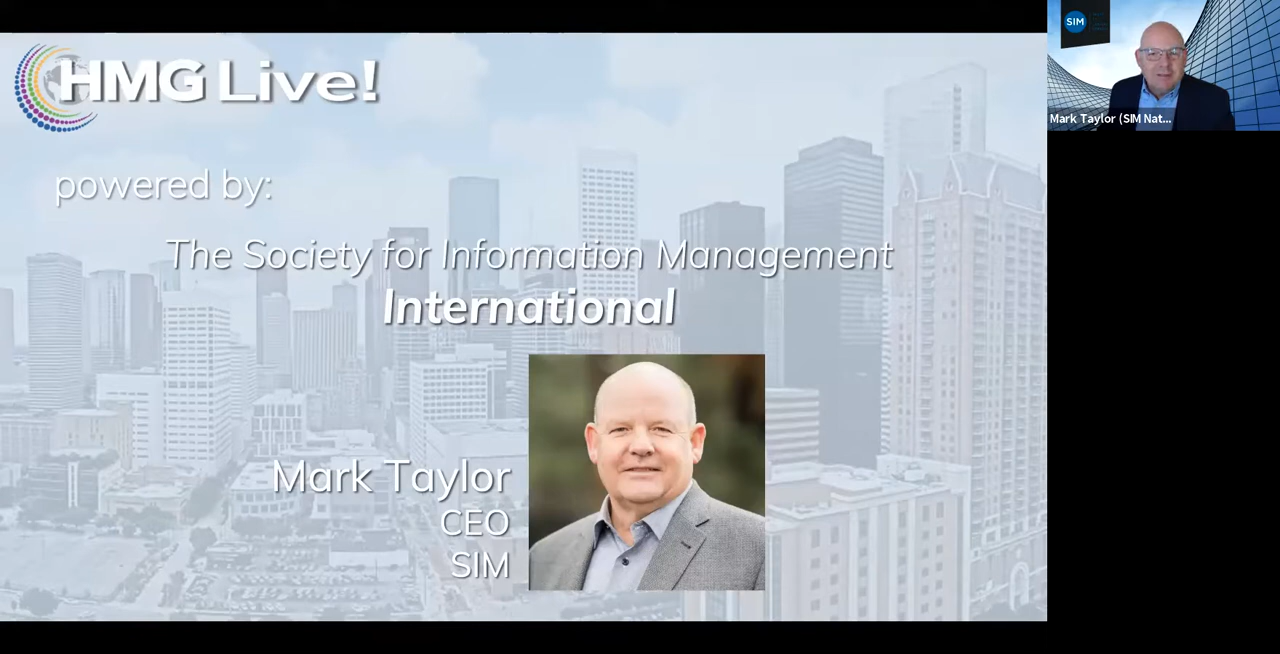 HMG Live!
powered by:
The Society for Information Management
International
Mark Taylor
CEO
SIM
SIM
Mark Taylor (SIM Nat...